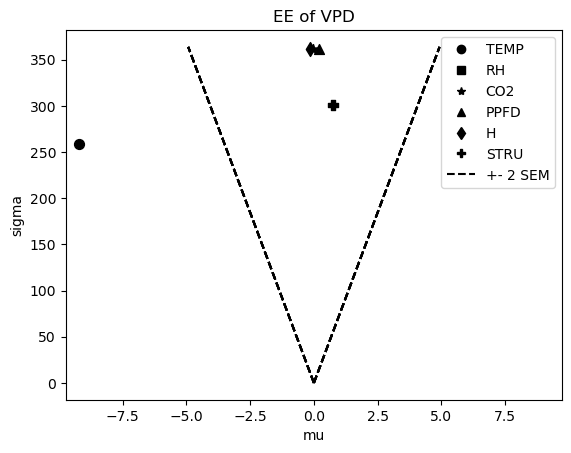 EE of VPD
350
300
250
200
150
100
50
0
sigma
-7.5 -5.0 -2.5 0.0 2.5 5.0 7.5
mu
TEMP
RH
CO2
PPFD
H
STRU
+- 2 SEM